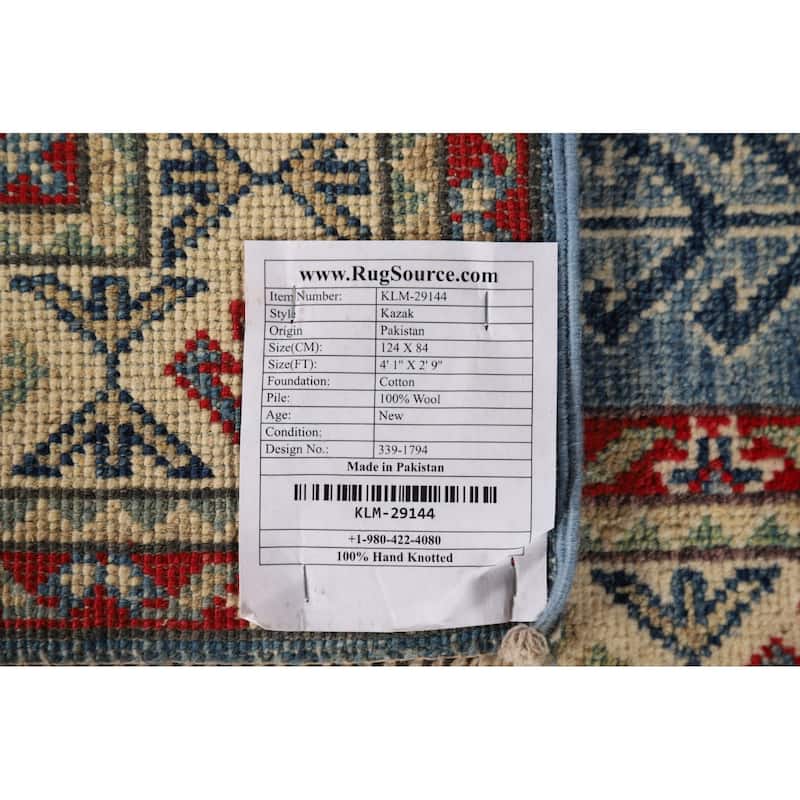 www.RugSource.com
Item Number: KLM-29144
Style Kazak
Origin Pakistan
Size(CM): 124 X 84
Size(FT): 4' 1" X 2' 9"
Foundation: Cotton
Pile: 100% Wool
Age: New
Condition:
Design No.: 339-1794
Made in Pakistan
KLM-29144
+1-980-422-4080
100% Hand Knotted